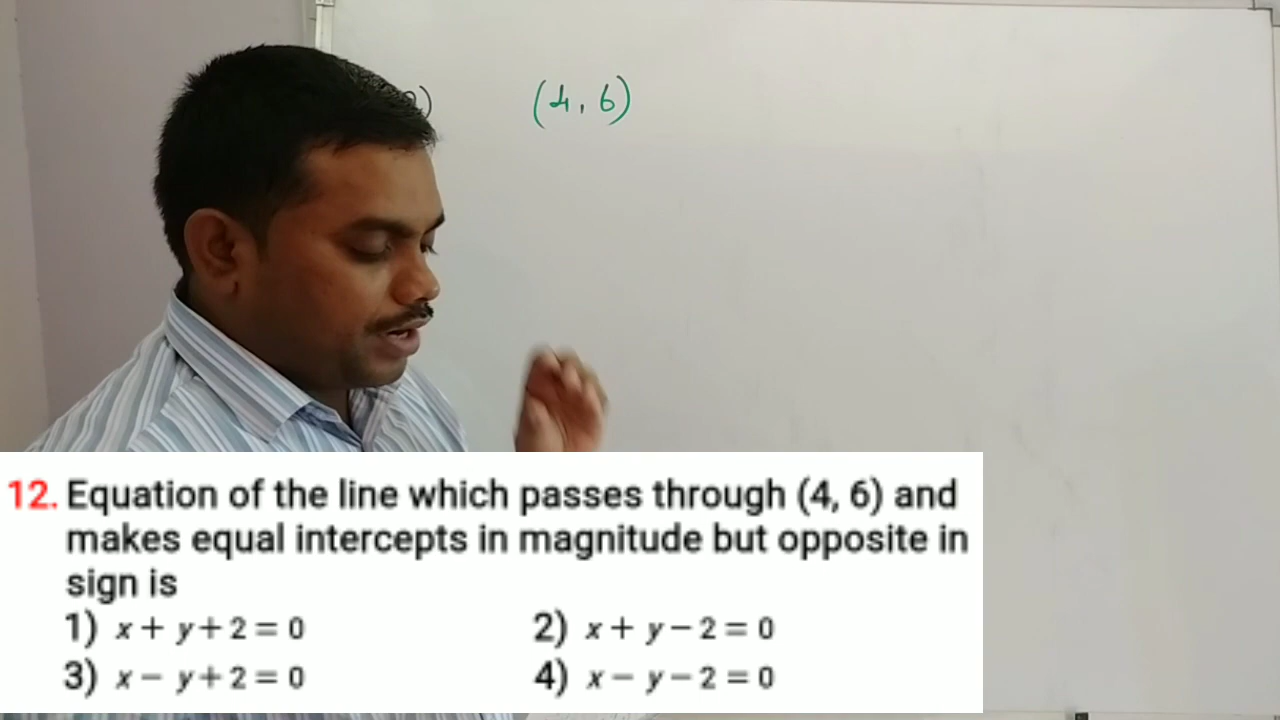 (4, 6)
12. Equation of the line which passes through (4, 6) and
makes equal intercepts in magnitude but opposite in
sign is
1) x + y + 2 = 0 2) x + y − 2 = 0
3) x − y + 2 = 0 4) x − y − 2 = 0